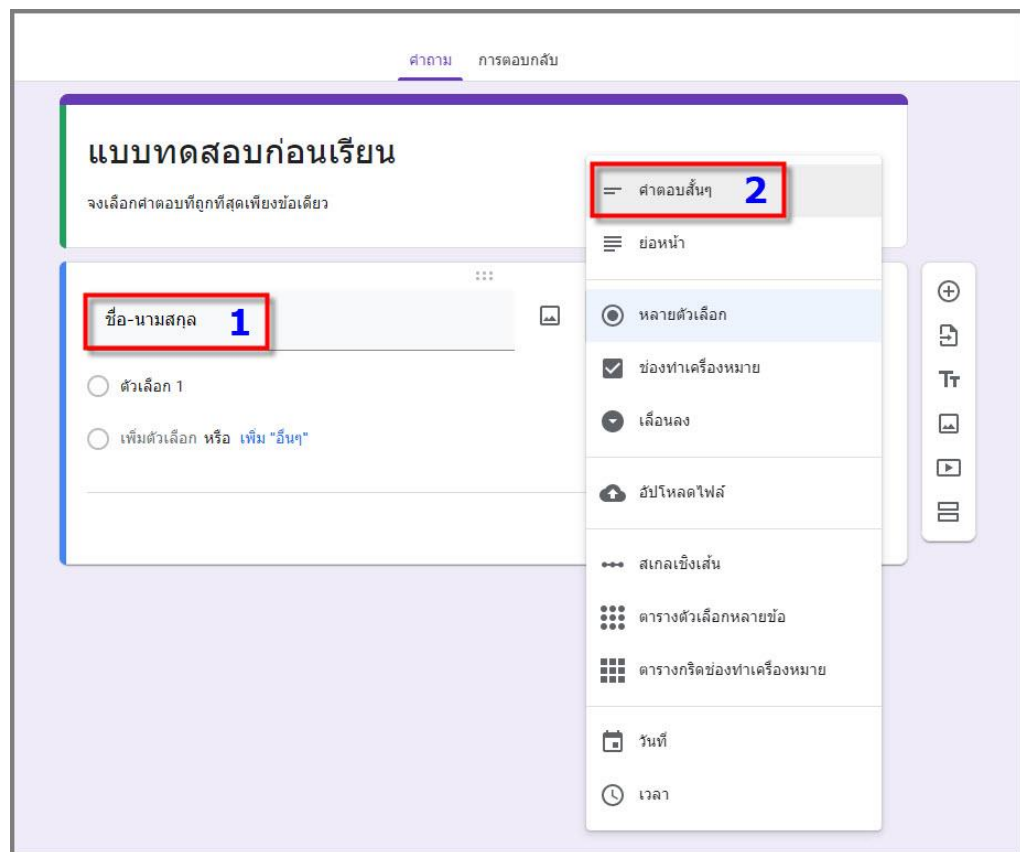 คำถาม การตอบกลับ
แบบทดสอบก่อนเรียน
จงเลือกคำตอบที่ถูกที่สุดเพียงข้อเดียว
ชื่อ-นามสกุล 1
ตัวเลือก 1
เพิ่มตัวเลือก หรือ เพิ่ม "อื่นๆ"
คำตอบสั้นๆ 2
ย่อหน้า
หลายตัวเลือก
ช่องทำเครื่องหมาย
เลื่อนลง
อัปโหลดไฟล์
สเกลเชิงเส้น
ตารางตัวเลือกหลายข้อ
ตารางกริดช่องทำเครื่องหมาย
วันที่
เวลา
Tт